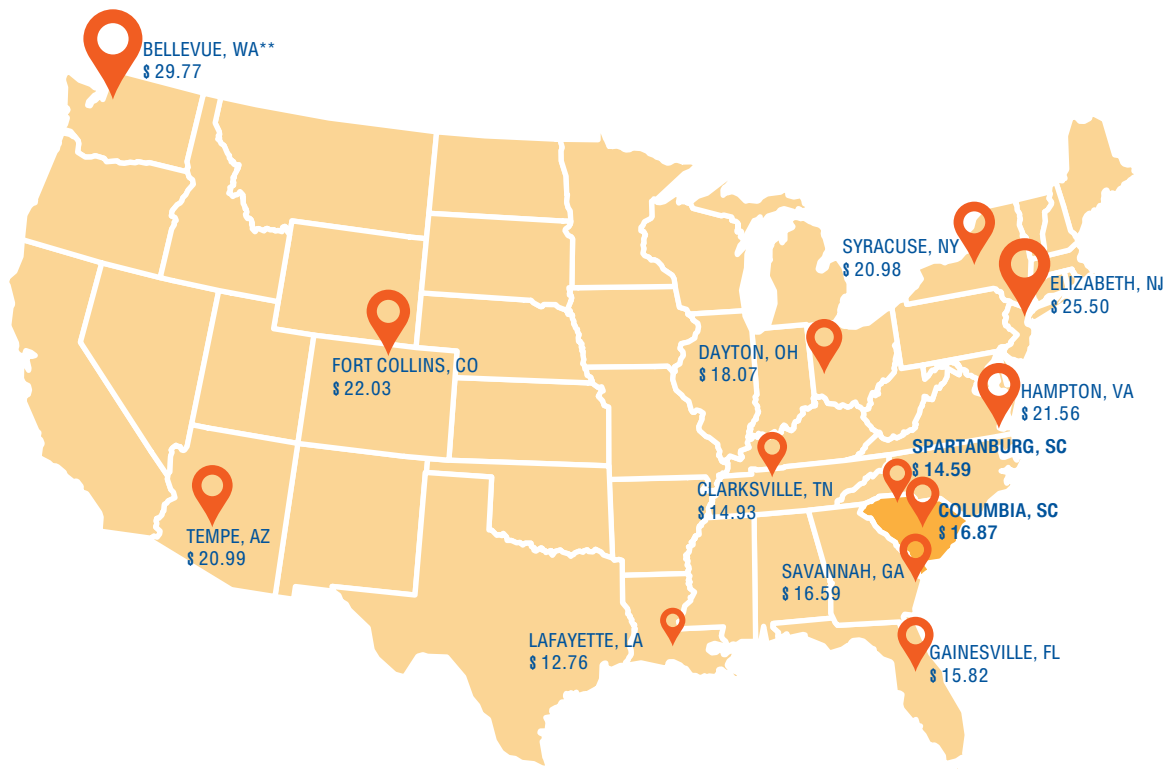 BELLEVUE, WA**
$ 29.77
SYRACUSE, NY
$ 20.98
ELIZABETH, NJ
$ 25.50
FORT COLLINS, CO
$ 22.03
DAYTON, OH
$ 18.07
HAMPTON, VA
$ 21.56
SPARTANBURG, SC
$ 14.59
CLARKSVILLE, TN
$ 14.93
COLUMBIA, SC
$ 16.87
TEMPE, AZ
$ 20.99
SAVANNAH, GA
$ 16.59
LAFAYETTE, LA
$ 12.76
GAINESVILLE, FL
$ 15.82